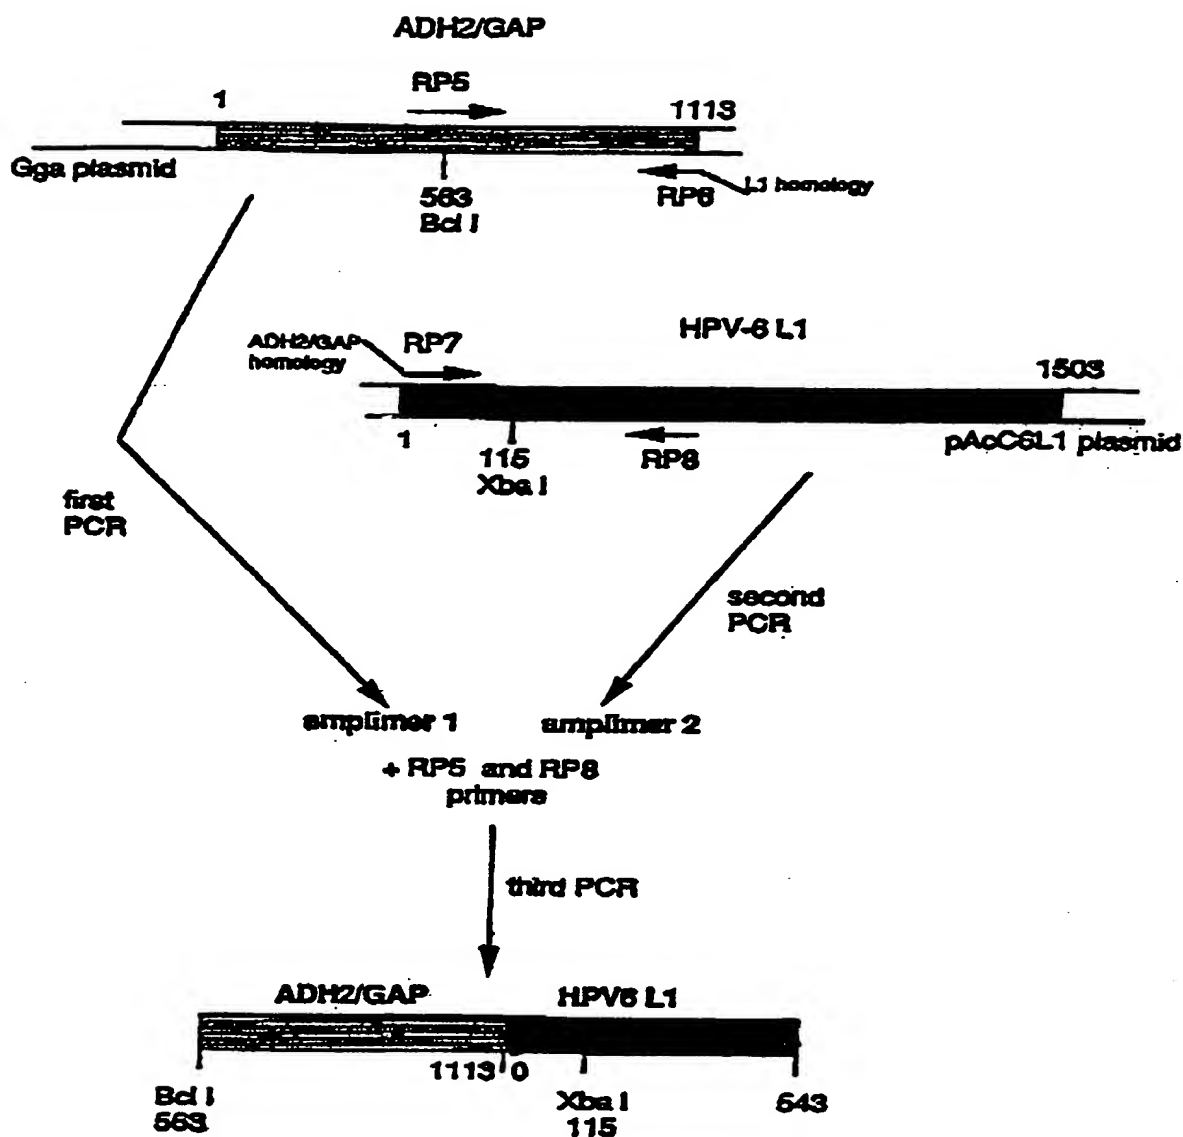 ADH2/GAP
RP5
1
1113
Gga plasmid
563
Bcl I
RP6
L1 homology
HPV-6 L1
ADH2/GAP
homology
RP7
1503
1
115
Xba I
RP8
pAcC6L1 plasmid
first
PCR
second
PCR
amplimer 1
amplimer 2
+ RP5 and RP8
primers
third PCR
ADH2/GAP
HPV6 L1
1113
0
Bcl I
563
Xba I
115
543